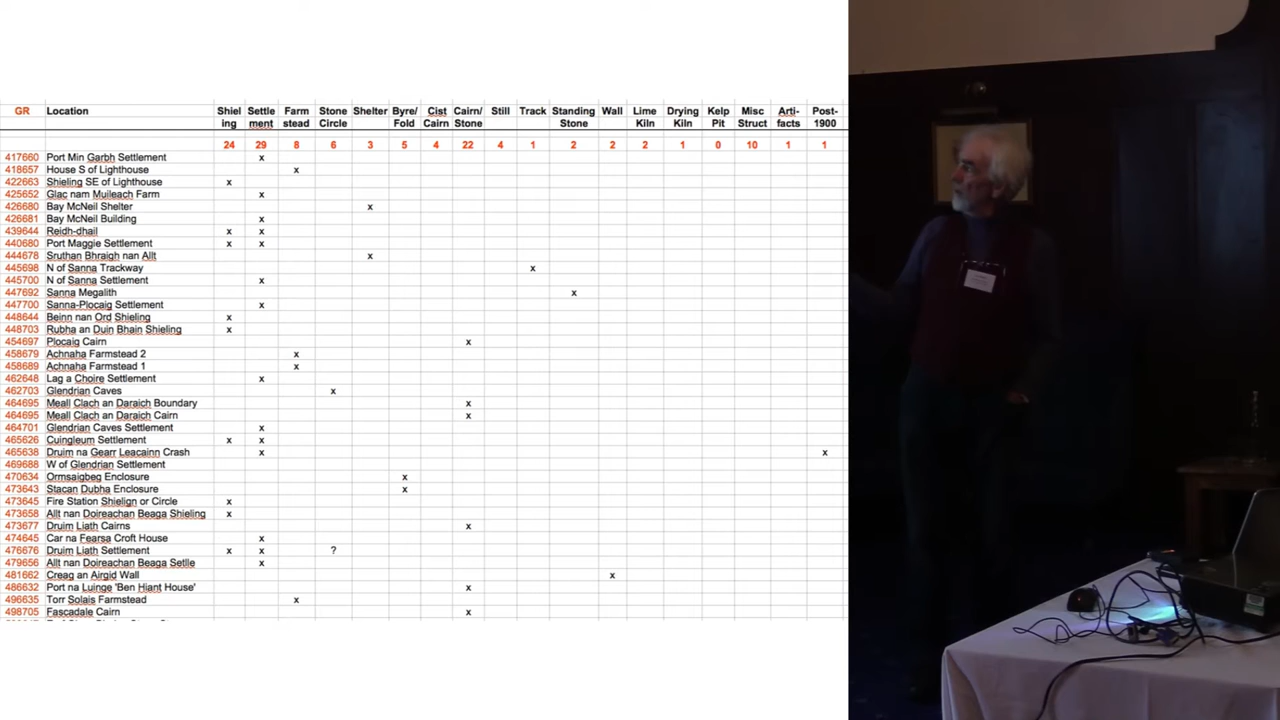 GR Location Shiel ing Settle ment Farm stead Stone Circle Shelter Byre/ Fold Cist Cairn Cairn/ Stone Still Track Standing Stone Wall Lime Kiln Drying Kiln Kelp Pit Misc Struct Arti- facts Post- 1900
24 29 8 6 3 5 4 22 4 1 2 2 2 1 0 10 1 1
417660 Port Min Garbh Settlement x
418657 House S of Lighthouse x
422663 Shieling SE of Lighthouse x
425652 Glac nam Muileach Farm x
426680 Bay McNeil Shelter x
426681 Bay McNeil Building x
439644 Reidh-dhail x x
440680 Port Maggie Settlement x x
444678 Sruthan Bhraigh nan Allt x
445698 N of Sanna Trackway x
445700 N of Sanna Settlement x
447692 Sanna Megalith x
447700 Sanna-Plocaig Settlement x
448644 Beinn nan Ord Shieling x
448703 Rubha an Duin Bhain Shieling x
454697 Plocaig Cairn x
458679 Achnaha Farmstead 2 x
458689 Achnaha Farmstead 1 x
462648 Lag a Choire Settlement x
462703 Glendrian Caves x
464695 Meall Clach an Daraich Boundary x
464695 Meall Clach an Daraich Cairn x
464701 Glendrian Caves Settlement x
465626 Cuingleum Settlement x x
465638 Druim na Gearr Leacainn Crash x x
469688 W of Glendrian Settlement
470634 Ormsaigbeg Enclosure x
473643 Stacan Dubha Enclosure x
473645 Fire Station Shielign or Circle x
473658 Allt nan Doireachan Beaga Shieling x
473677 Druim Liath Cairns x
474645 Car na Fearsa Croft House x
476676 Druim Liath Settlement x x ?
479656 Allt nan Doireachan Beaga Setlle x
481662 Creag an Airgid Wall x
486632 Port na Luinge 'Ben Hiant House' x
496635 Torr Solais Farmstead x
498705 Fascadale Cairn x